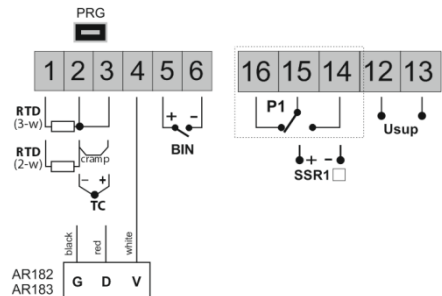 PRG
1 2 3 4 5 6 16 15 14 12 13
RTD
(3-w)
RTD
(2-w)
cramp
- +
TC
+ -
BIN
P1
+ -
SSR1
Usup
black
red
white
AR182
AR183
G D V